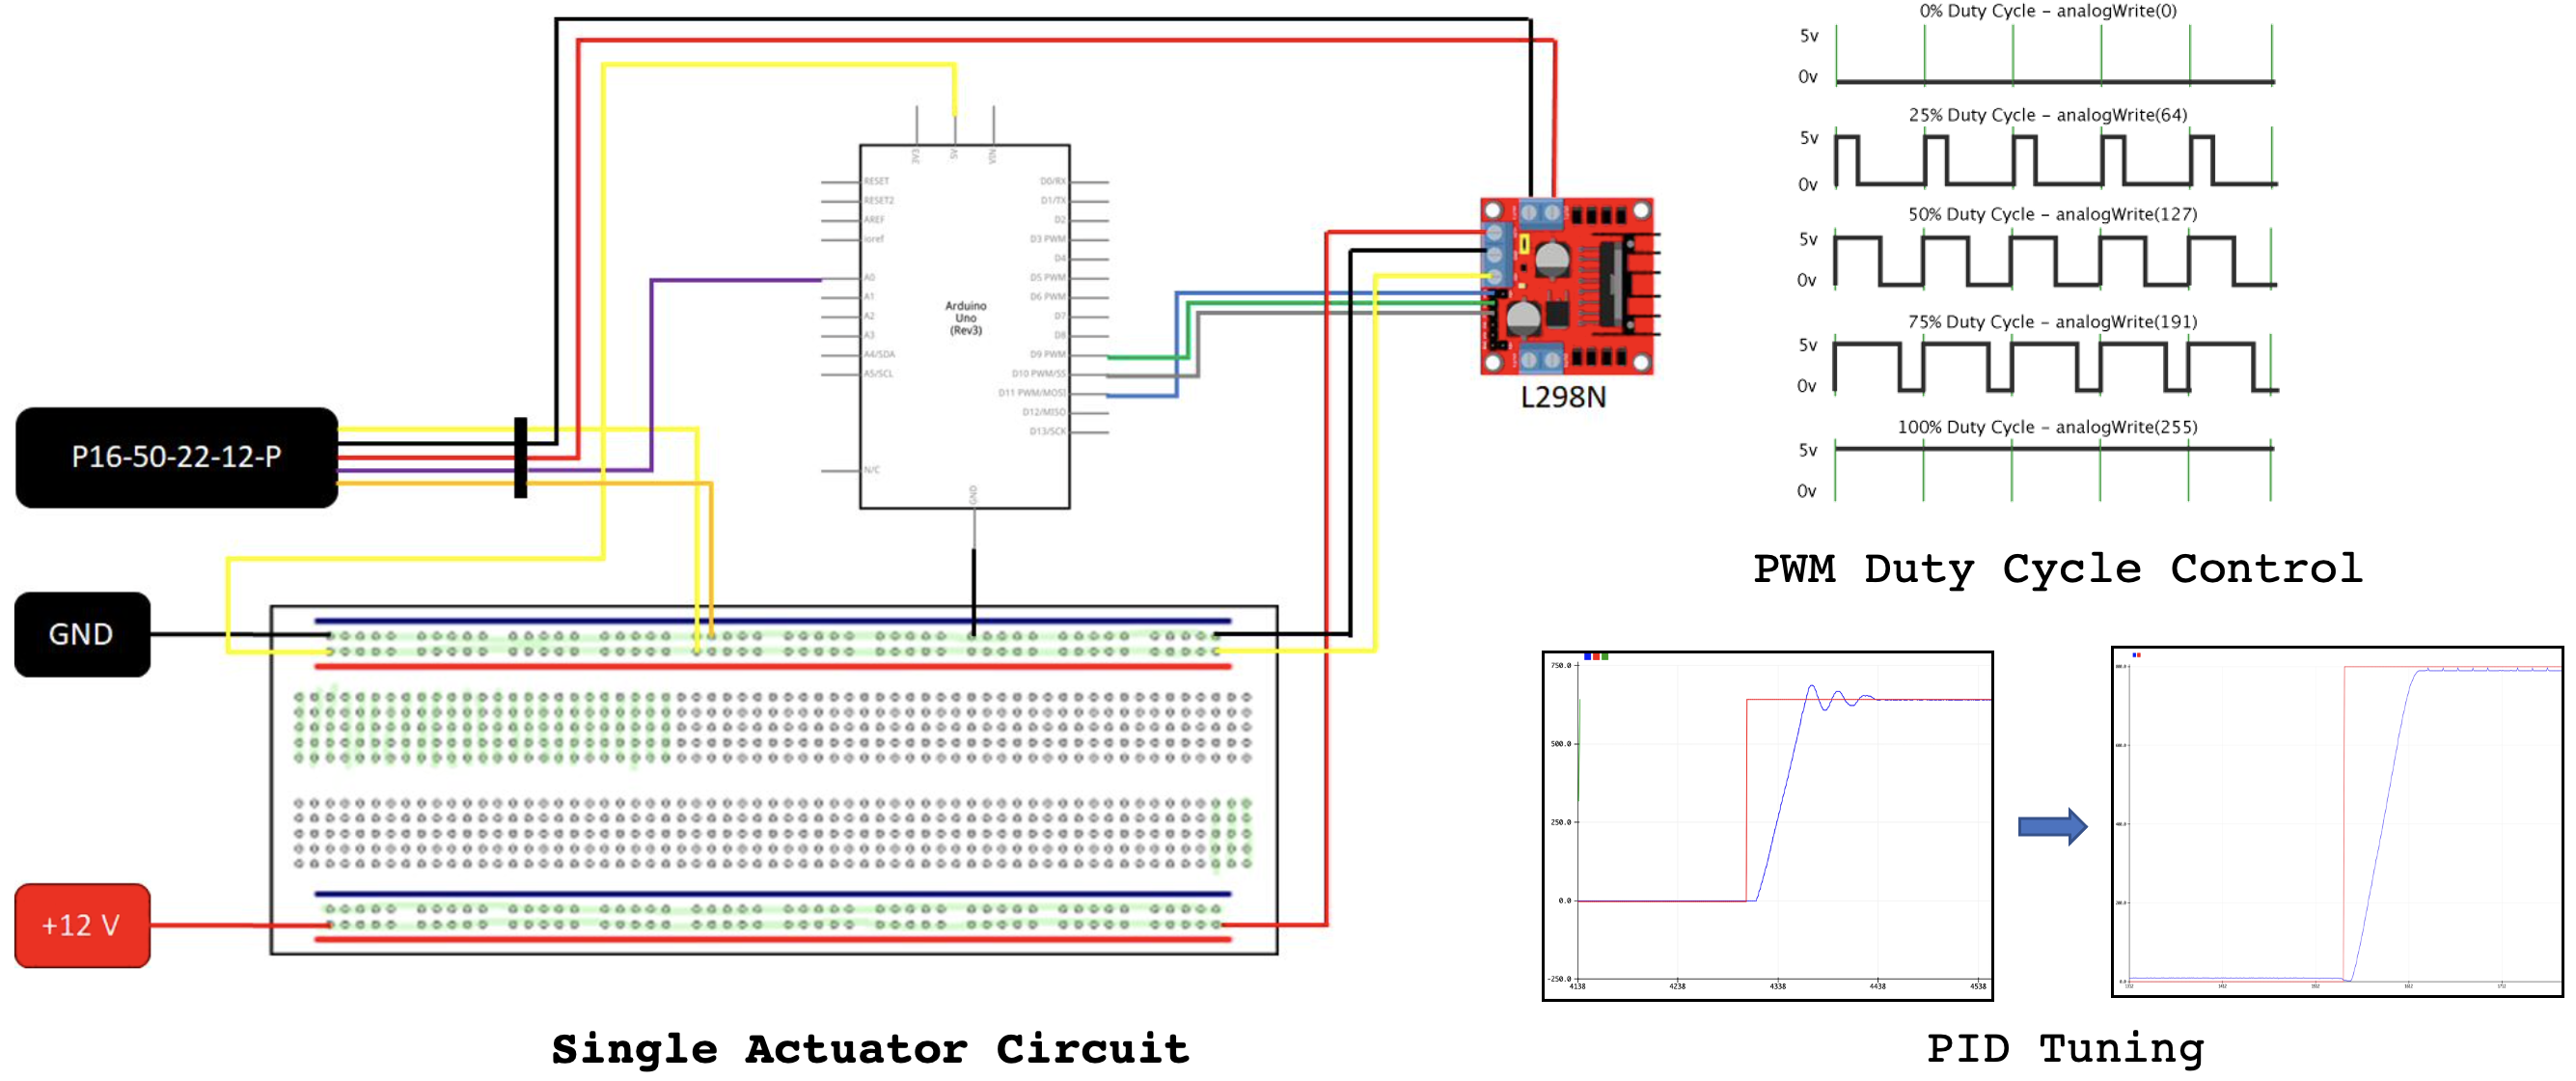 0% Duty Cycle – analogWrite(0)
5v
0v
25% Duty Cycle – analogWrite(64)
5v
0v
50% Duty Cycle – analogWrite(127)
5v
0v
75% Duty Cycle – analogWrite(191)
5v
0v
100% Duty Cycle – analogWrite(255)
5v
0v
PWM Duty Cycle Control
3V3
5V
VIN
RESET
RESET2
AREF
ioref
A0
A1
A2
A3
A4/SDA
A5/SCL
N/C
Arduino
Uno
(Rev3)
D0/RX
D1/TX
D2
D3 PWM
D4
D5 PWM
D6 PWM
D7
D8
D9 PWM
D10 PWM/SS
D11 PWM/MOSI
D12/MISO
D13/SCK
GND
L298N
P16-50-22-12-P
GND
+12 V
Single Actuator Circuit
750.0
500.0
250.0
0.0
-250.0
4138
4238
4338
4438
4538
PID Tuning